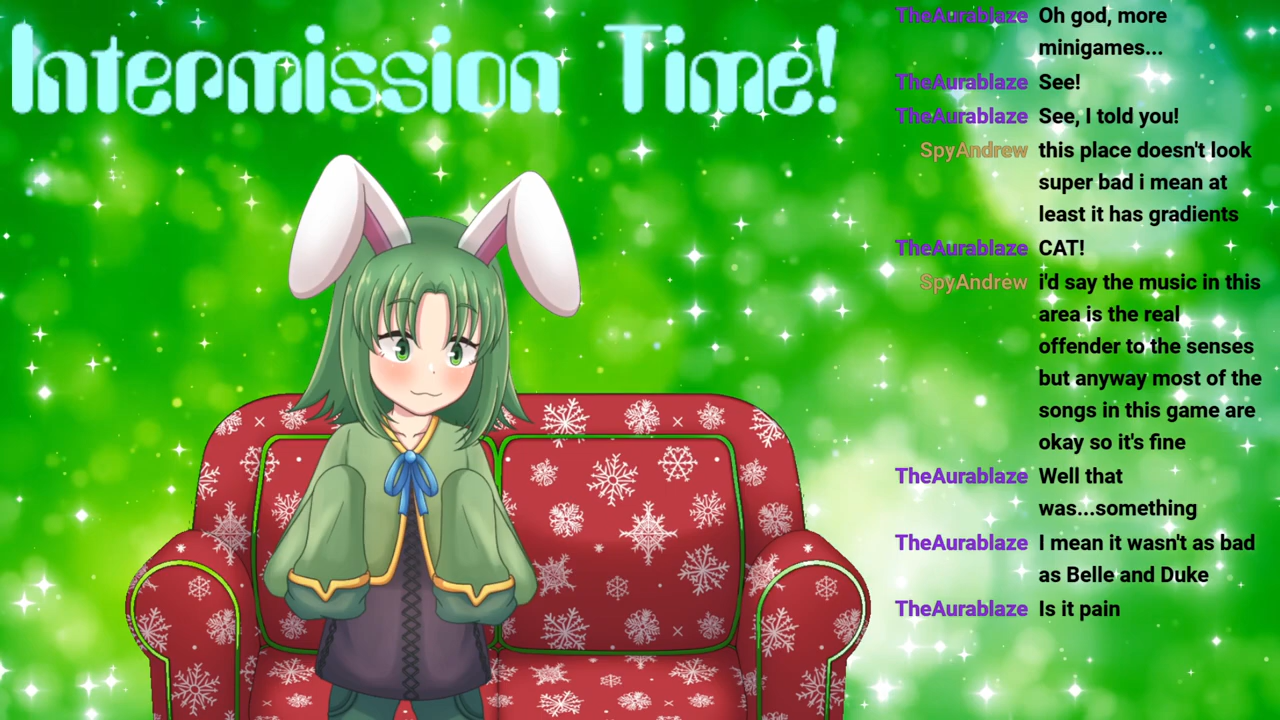 Intermission Time!
TheAurablaze Oh god, more
minigames...
TheAurablaze See!
TheAurablaze See, I told you!
SpyAndrew this place doesn't look
super bad i mean at
least it has gradients
TheAurablaze CAT!
SpyAndrew i'd say the music in this
area is the real
offender to the senses
but anyway most of the
songs in this game are
okay so it's fine
TheAurablaze Well that
was...something
TheAurablaze I mean it wasn't as bad
as Belle and Duke
TheAurablaze Is it pain